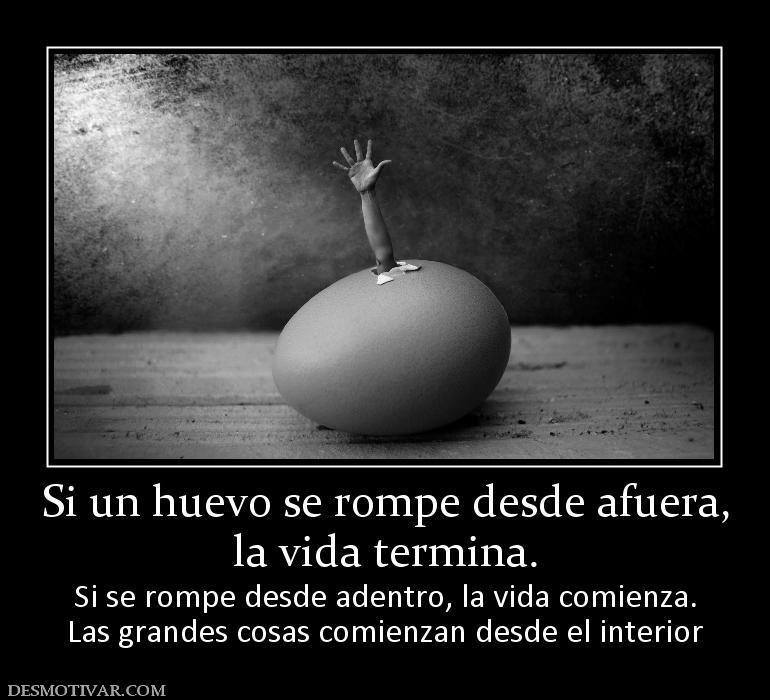 Si un huevo se rompe desde afuera,
la vida termina.
Si se rompe desde adentro, la vida comienza.
Las grandes cosas comienzan desde el interior
DESMOTIVAR.COM